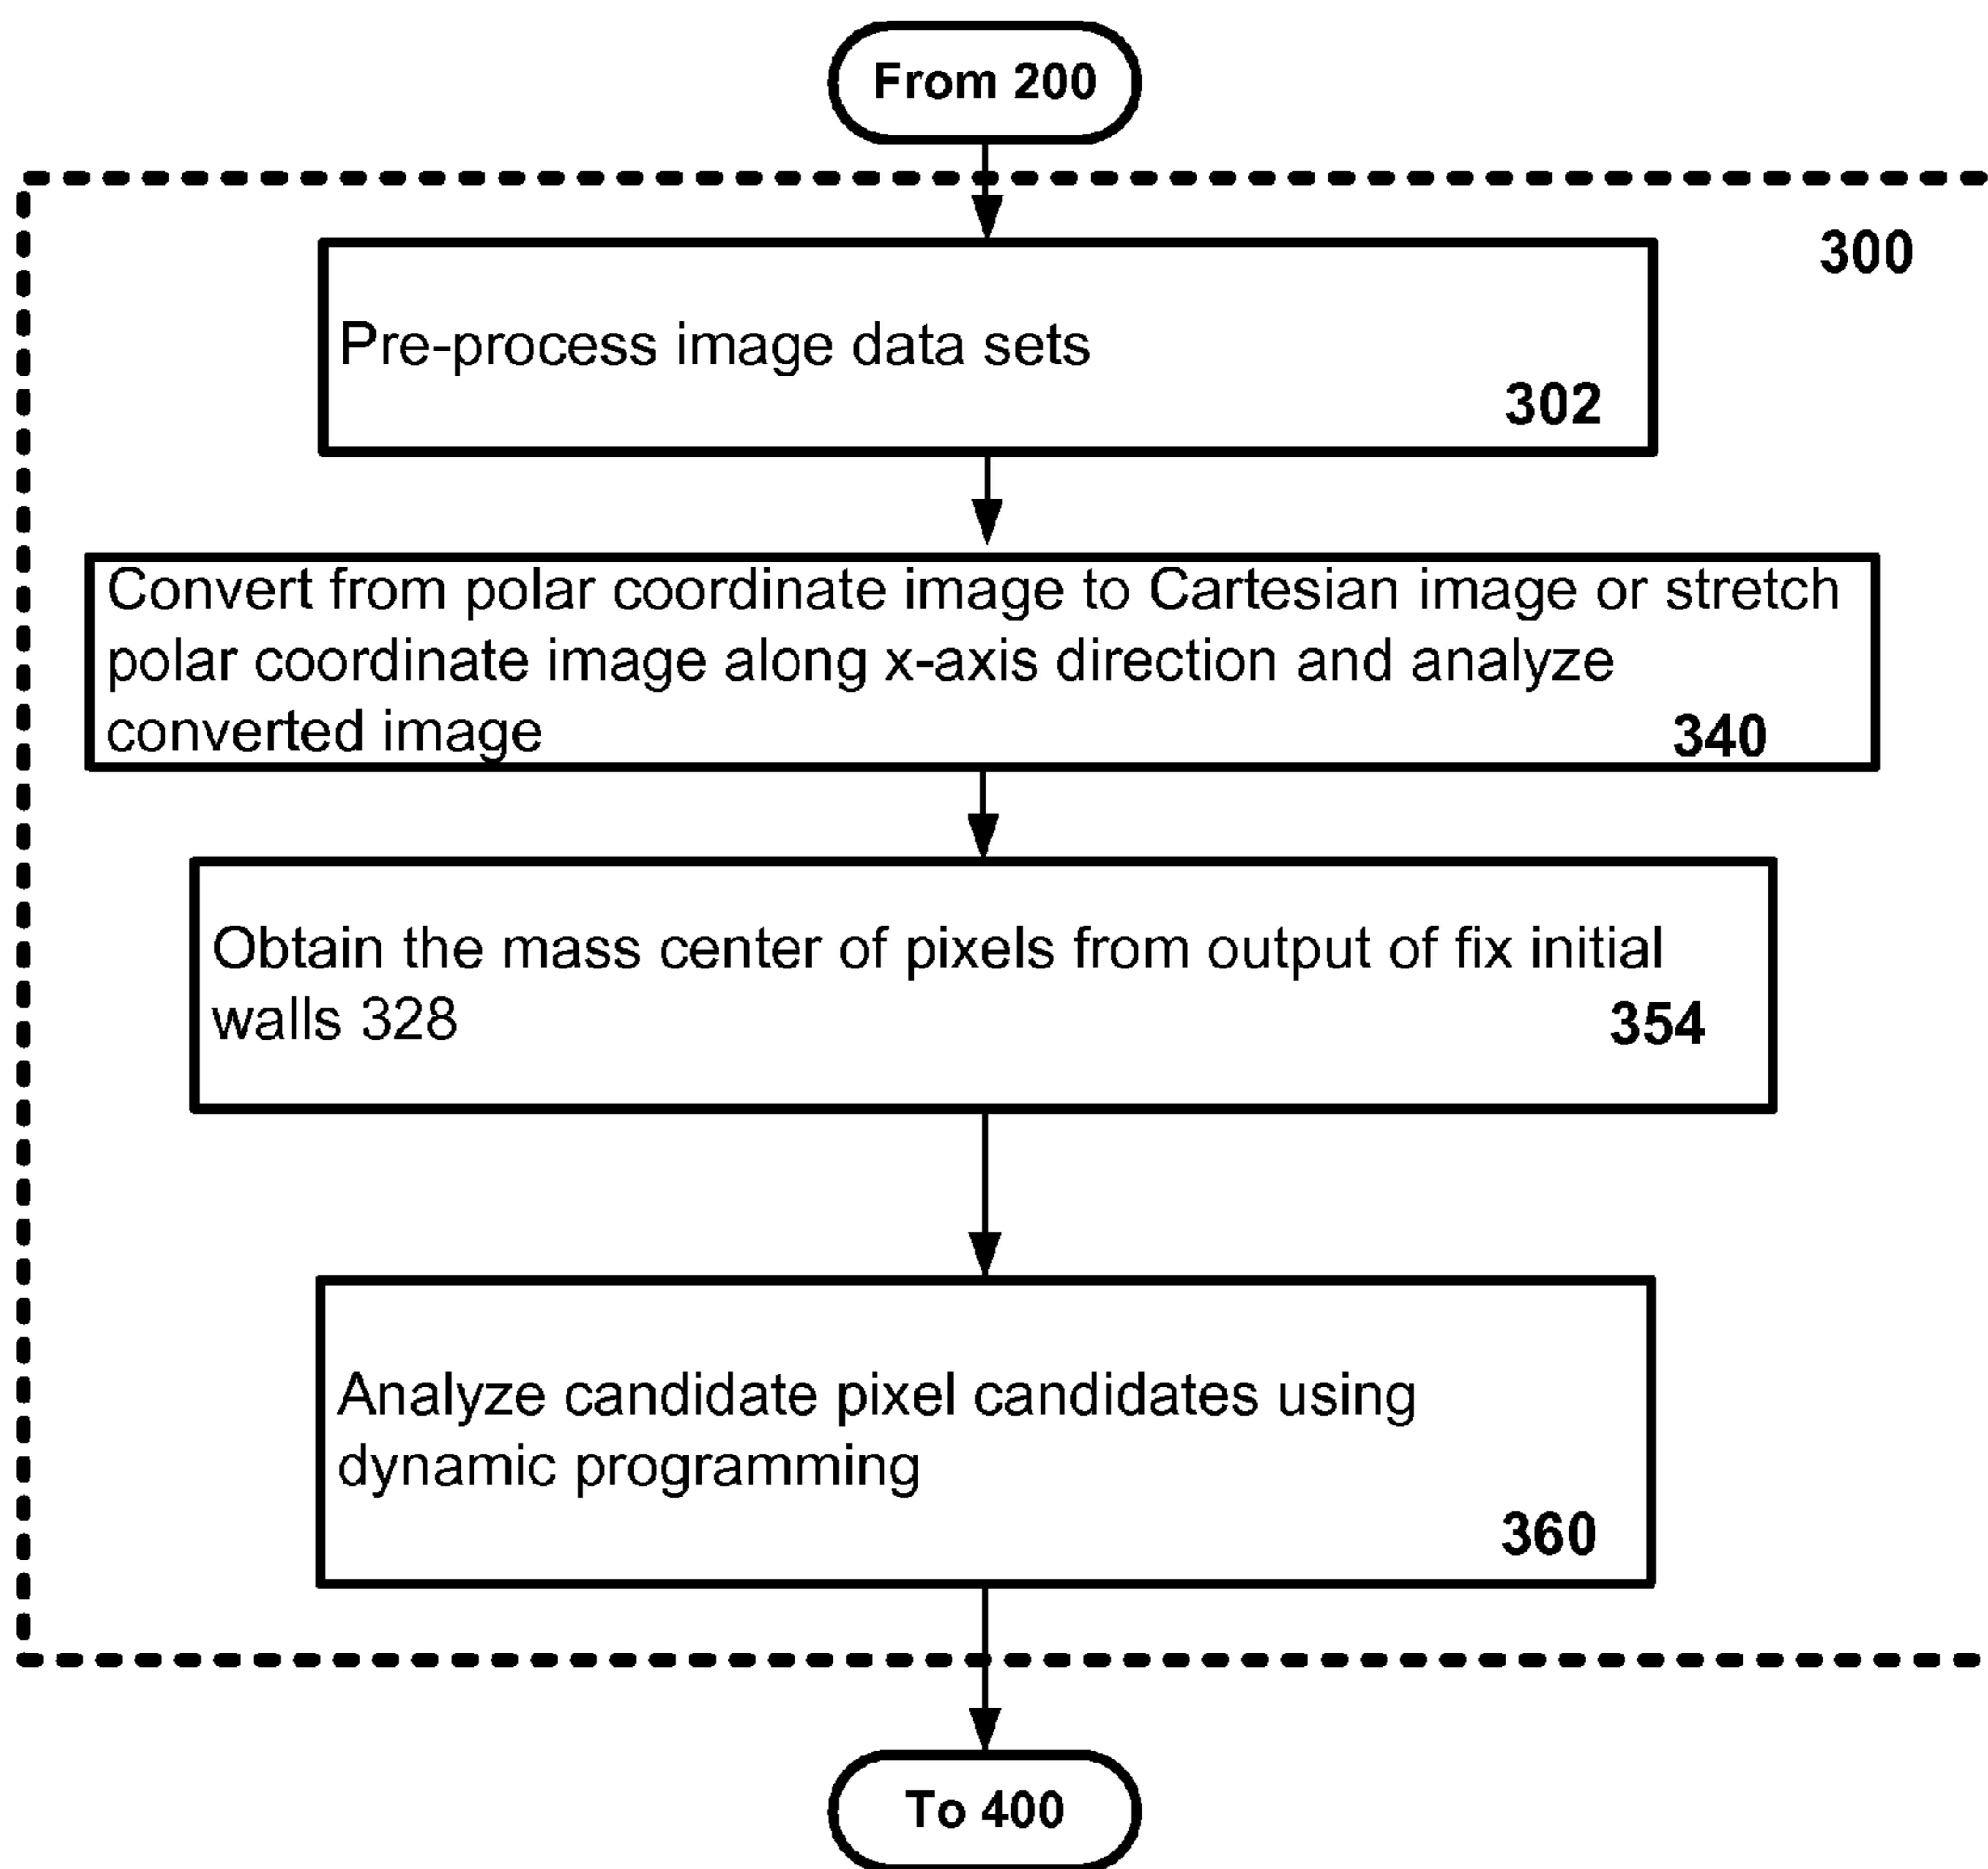 From 200
300
Pre-process image data sets
302
Convert from polar coordinate image to Cartesian image or stretch
polar coordinate image along x-axis direction and analyze
converted image
340
Obtain the mass center of pixels from output of fix initial
walls 328
354
Analyze candidate pixel candidates using
dynamic programming
360
To 400